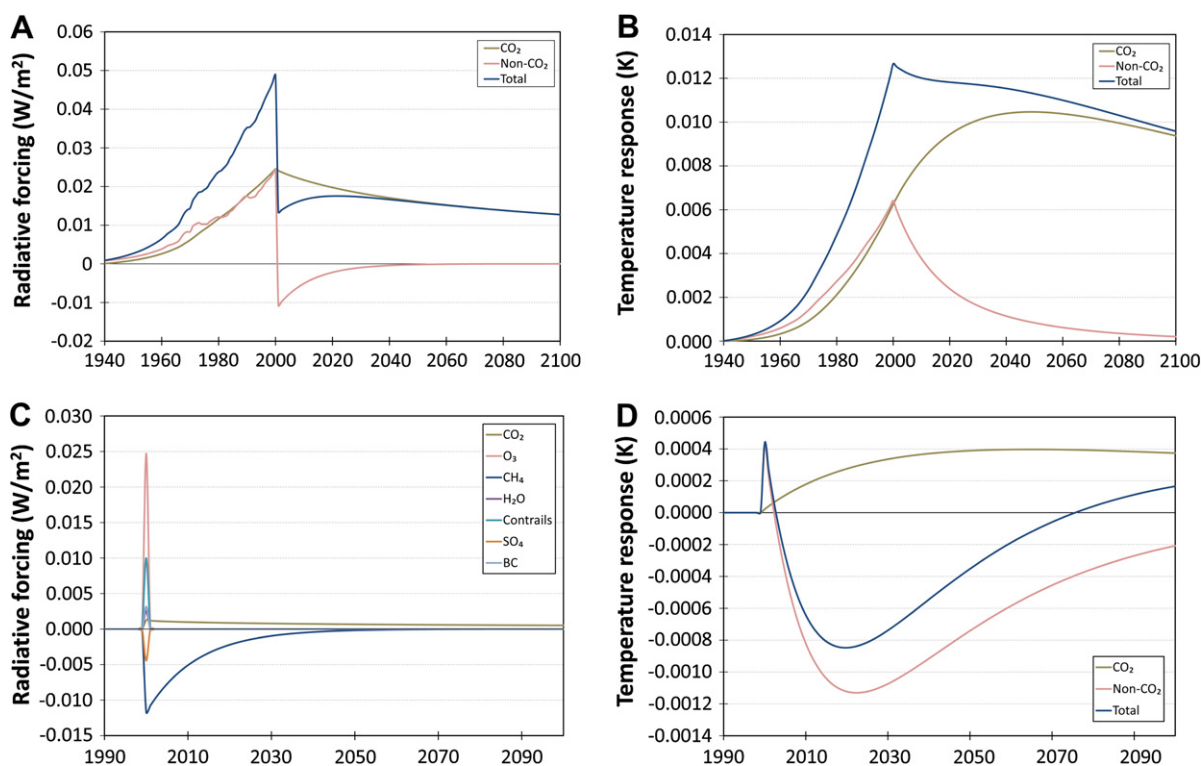 A
Radiative forcing (W/m²)
0.06
0.05
0.04
0.03
0.02
0.01
0
-0.01
-0.02
1940 1960 1980 2000 2020 2040 2060 2080 2100
CO₂
Non-CO₂
Total
B
Temperature response (K)
0.014
0.012
0.010
0.008
0.006
0.004
0.002
0.000
1940 1960 1980 2000 2020 2040 2060 2080 2100
CO₂
Non-CO₂
Total
C
Radiative forcing (W/m²)
0.030
0.025
0.020
0.015
0.010
0.005
0.000
-0.005
-0.010
-0.015
1990 2010 2030 2050 2070 2090
CO₂
O₃
CH₄
H₂O
Contrails
SO₄
BC
D
Temperature response (K)
0.0006
0.0004
0.0002
0.0000
-0.0002
-0.0004
-0.0006
-0.0008
-0.0010
-0.0012
-0.0014
1990 2010 2030 2050 2070 2090
CO₂
Non-CO₂
Total